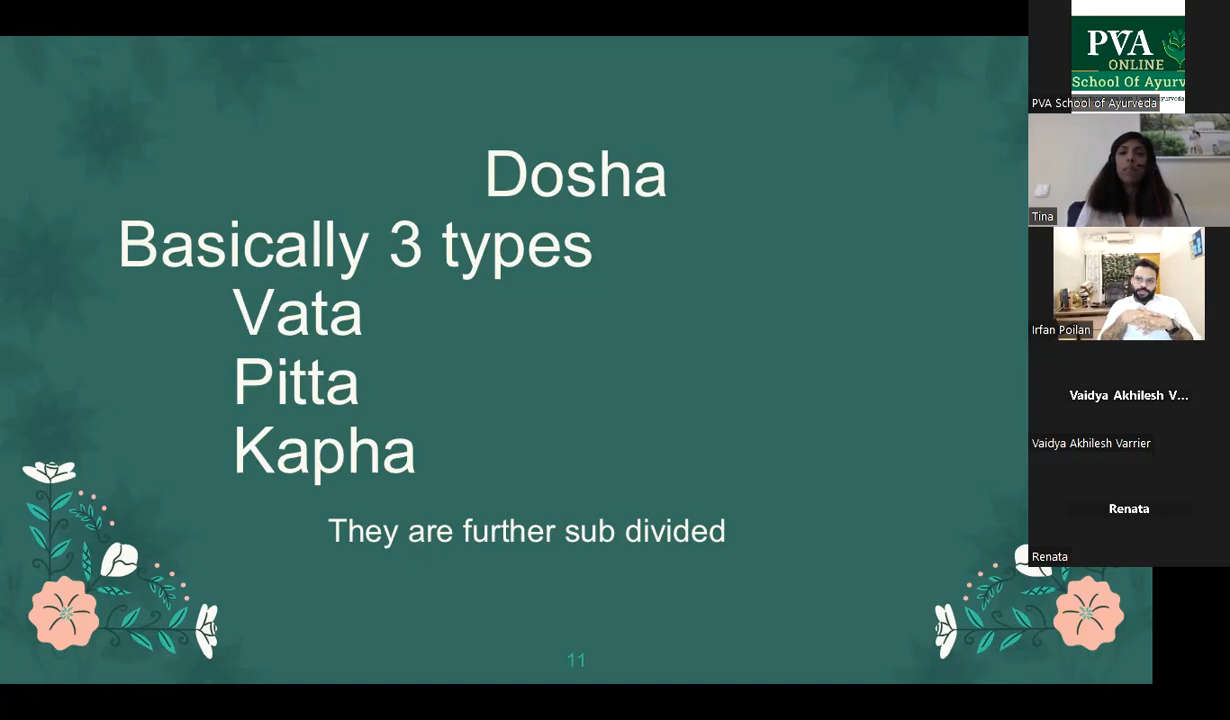 Dosha
Basically 3 types
Vata
Pitta
Kapha
They are further sub divided
11
PVA
ONLINE
School Of Ayurv
PVA School of Ayurveda
Tina
Irfan Poilan
Vaidya Akhilesh V...
Vaidya Akhilesh Varrier
Renata
Renata